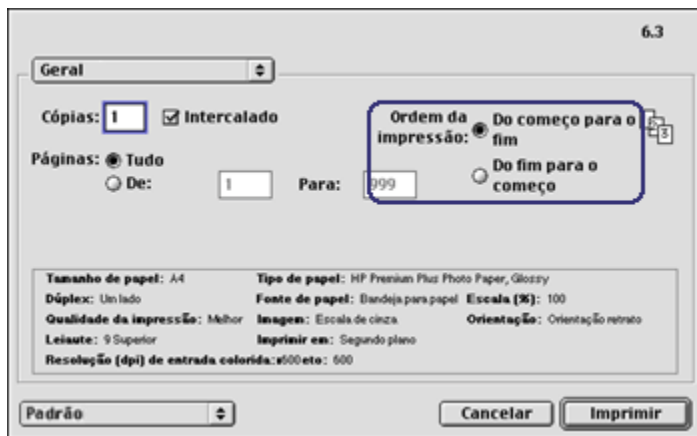 6.3
Geral
Cópias: 1 Intercalado
Ordem da impressão: Do começo para o fim
Do fim para o começo
Páginas: Tudo
De: 1 Para: 999
Tamanho de papel: A4 Tipo de papel: HP Premium Plus Photo Paper, Glossy
Dúplex: Um lado Fonte de papel: Bandeja para papel Escala (%): 100
Qualidade da impressão: Melhor Imagem: Escala de cinza Orientação: Orientação retrato
Leiaute: 9 Superior Imprimir em: Segundo plano
Resolução (dpi) de entrada colorida: 600 eto: 600
Padrão Cancelar Imprimir